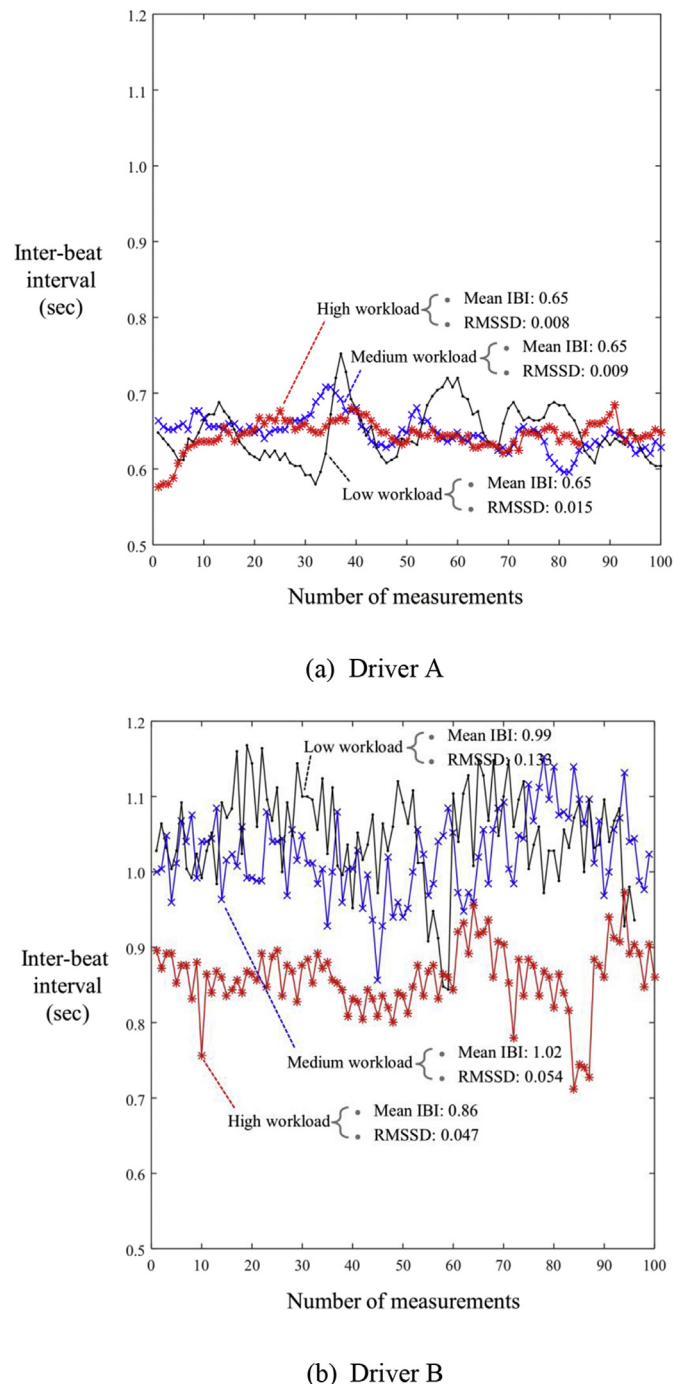 1.2
1.1
1.0
0.9
0.8
0.7
0.6
0.5
Inter-beat
interval
(sec)
High workload
• Mean IBI: 0.65
• RMSSD: 0.008
Medium workload
• Mean IBI: 0.65
• RMSSD: 0.009
Low workload
• Mean IBI: 0.65
• RMSSD: 0.015
0 10 20 30 40 50 60 70 80 90 100
Number of measurements
(a) Driver A
1.2
1.1
1.0
0.9
0.8
0.7
0.6
0.5
Inter-beat
interval
(sec)
Low workload
• Mean IBI: 0.99
• RMSSD: 0.133
Medium workload
• Mean IBI: 1.02
• RMSSD: 0.054
High workload
• Mean IBI: 0.86
• RMSSD: 0.047
0 10 20 30 40 50 60 70 80 90 100
Number of measurements
(b) Driver B